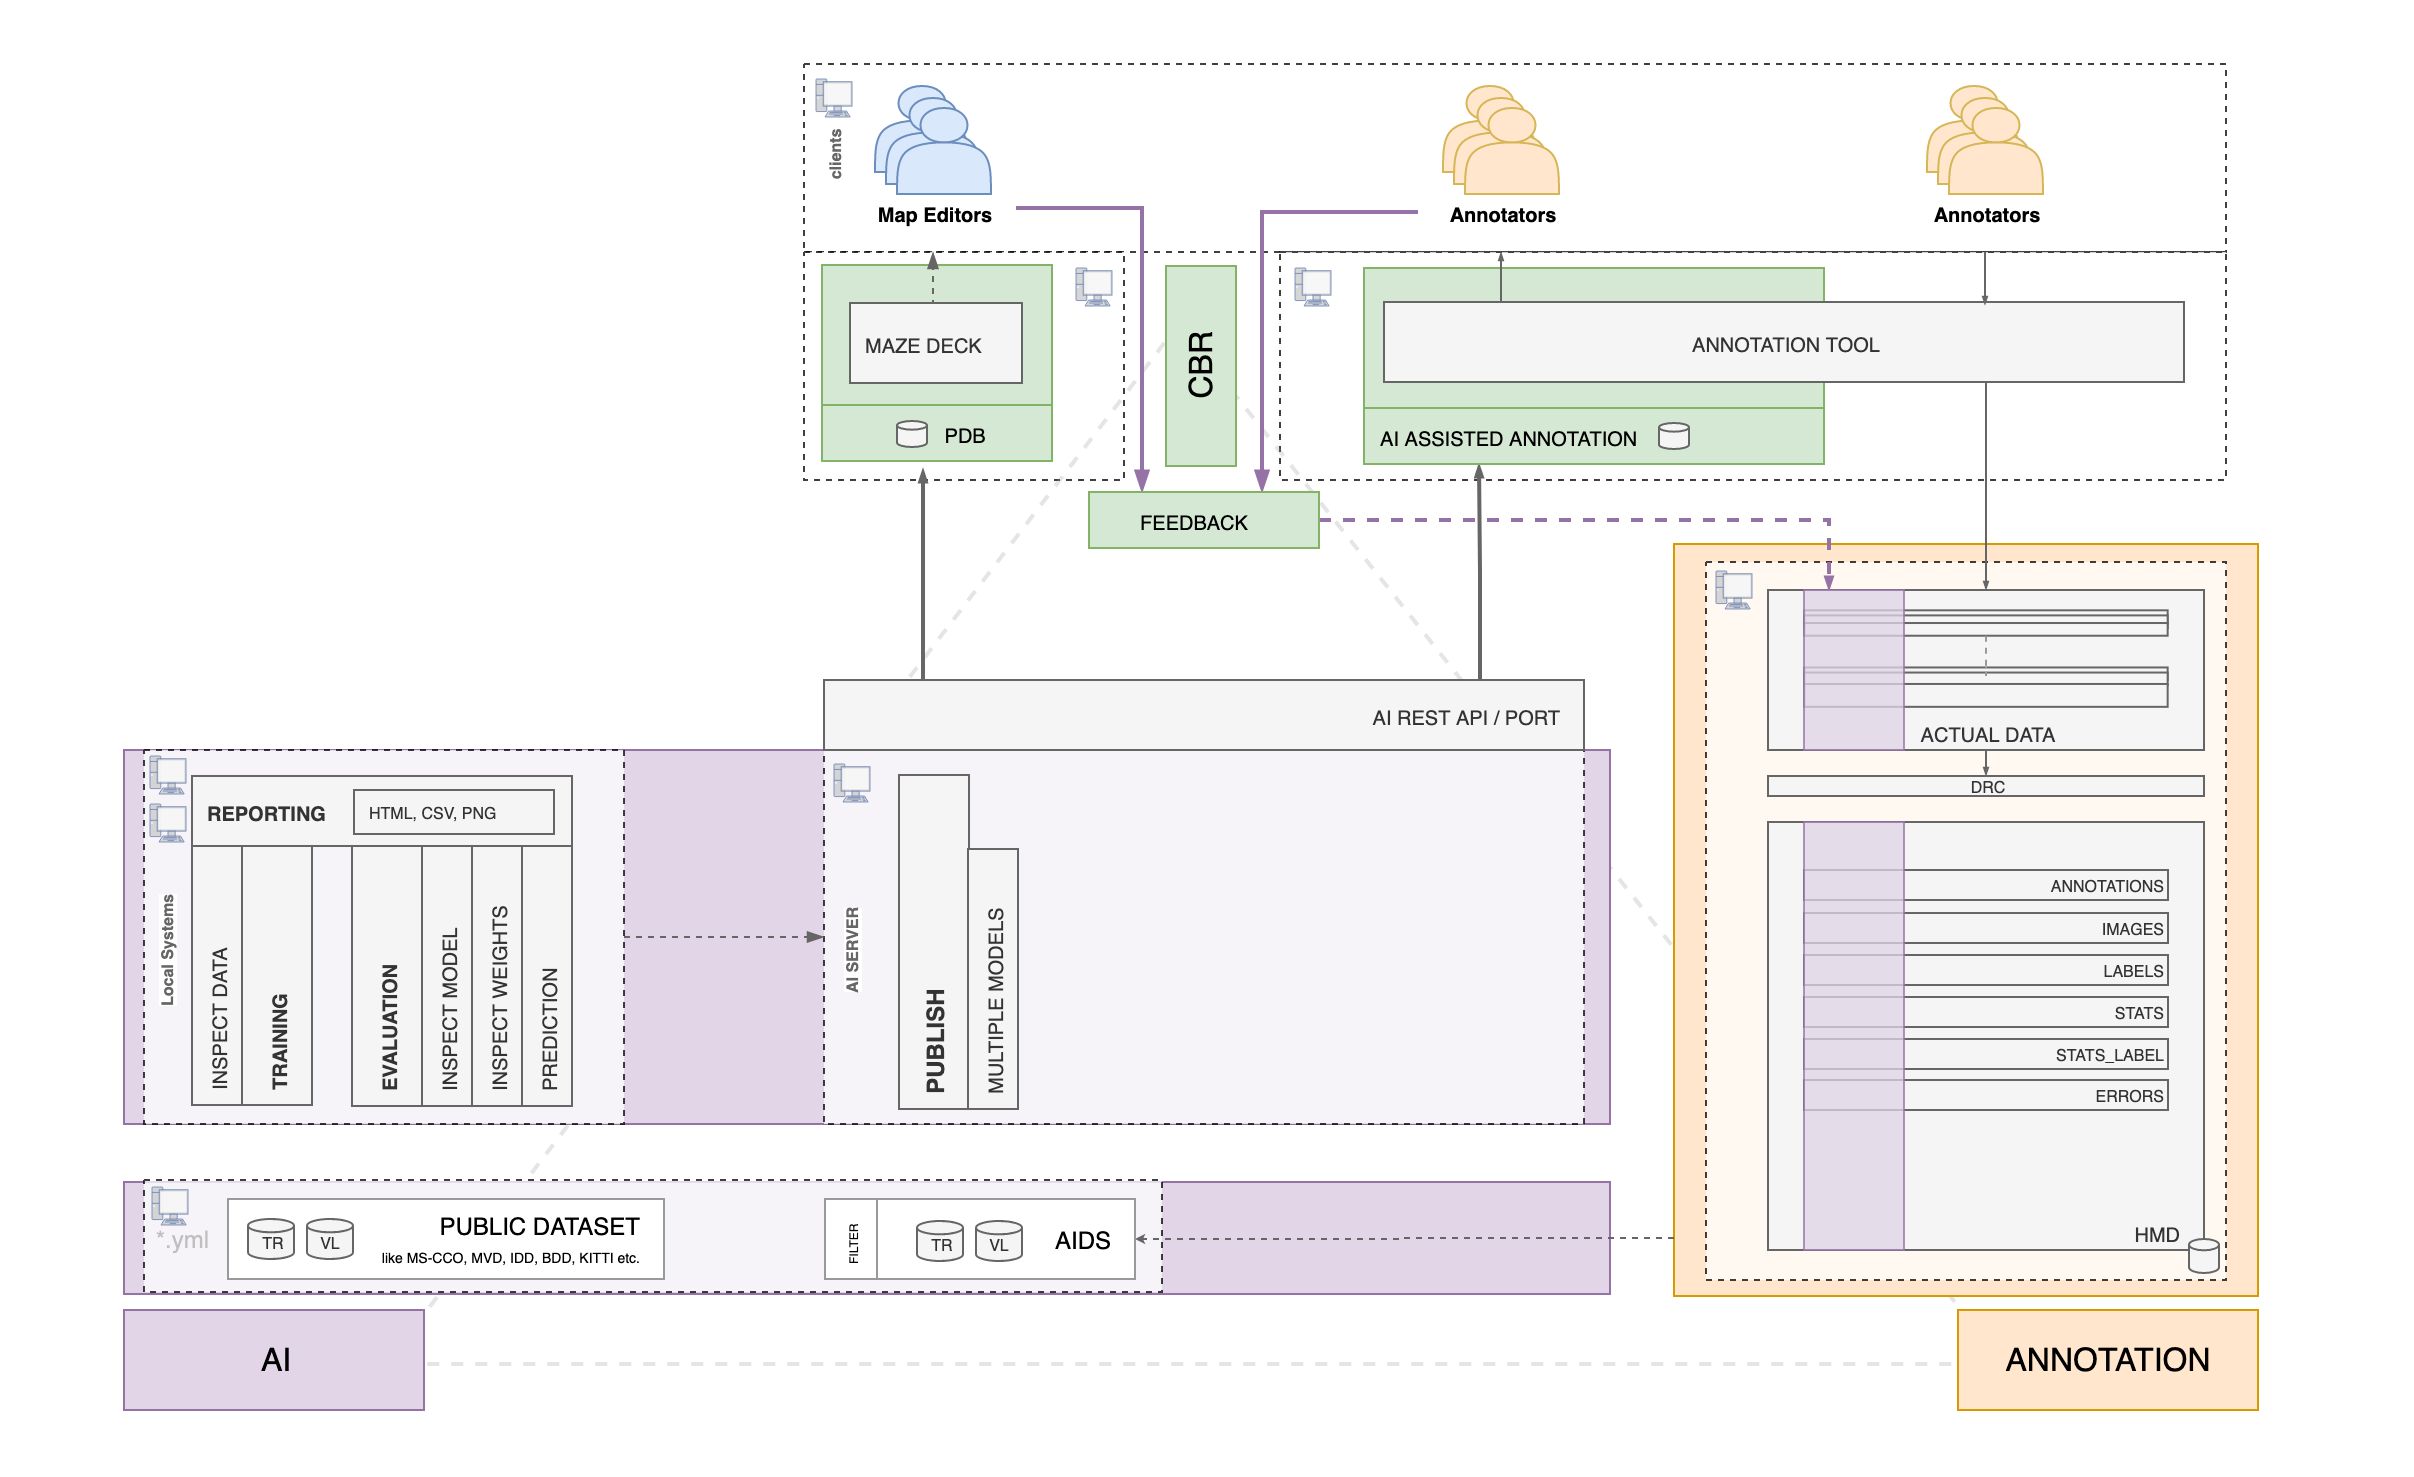 clients
Map Editors
Annotators
Annotators
MAZE DECK
CBR
ANNOTATION TOOL
PDB
AI ASSISTED ANNOTATION
FEEDBACK
AI REST API / PORT
ACTUAL DATA
DRC
REPORTING
HTML, CSV, PNG
Local Systems
INSPECT DATA
TRAINING
EVALUATION
INSPECT MODEL
INSPECT WEIGHTS
PREDICTION
AI SERVER
PUBLISH
MULTIPLE MODELS
ANNOTATIONS
IMAGES
LABELS
STATS
STATS_LABEL
ERRORS
HMD
*.yml
TR
VL
PUBLIC DATASET
like MS-CCO, MVD, IDD, BDD, KITTI etc.
FILTER
TR
VL
AIDS
AI
ANNOTATION